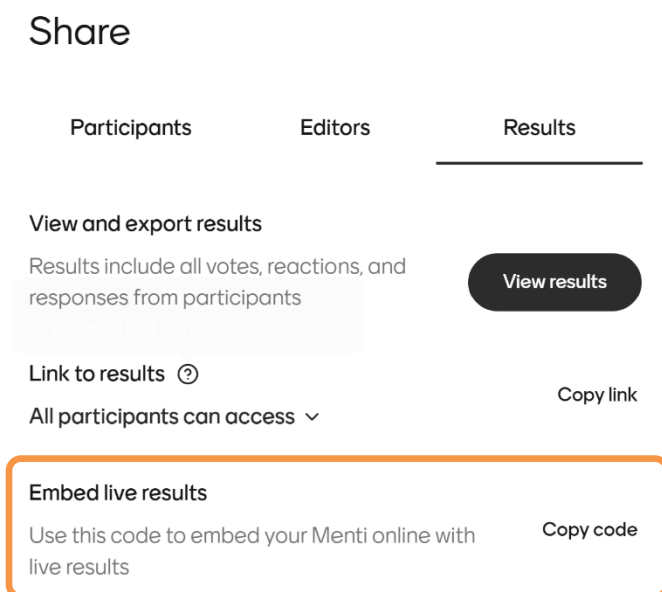 Share
Participants Editors Results
View and export results
Results include all votes, reactions, and
responses from participants
View results
Link to results ?
All participants can access
Copy link
Embed live results
Use this code to embed your Menti online with
live results
Copy code